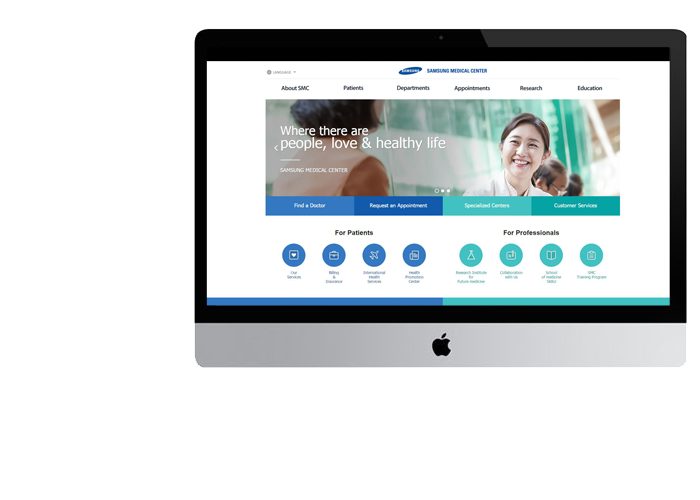 LANGUAGE
SAMSUNG SAMSUNG MEDICAL CENTER
About SMC Patients Departments Appointments Research Education
Where there are
people, love & healthy life
SAMSUNG MEDICAL CENTER
Find a Doctor Request an Appointment Specialized Centers Customer Services
For Patients For Professionals
Our
Services
Billing
&
Insurance
International
Health
Services
Health
Promotion
Center
Research Institute
for
Future medicine
Collaboration
with us
School
of medicine
SKKU
SMC
Training Program